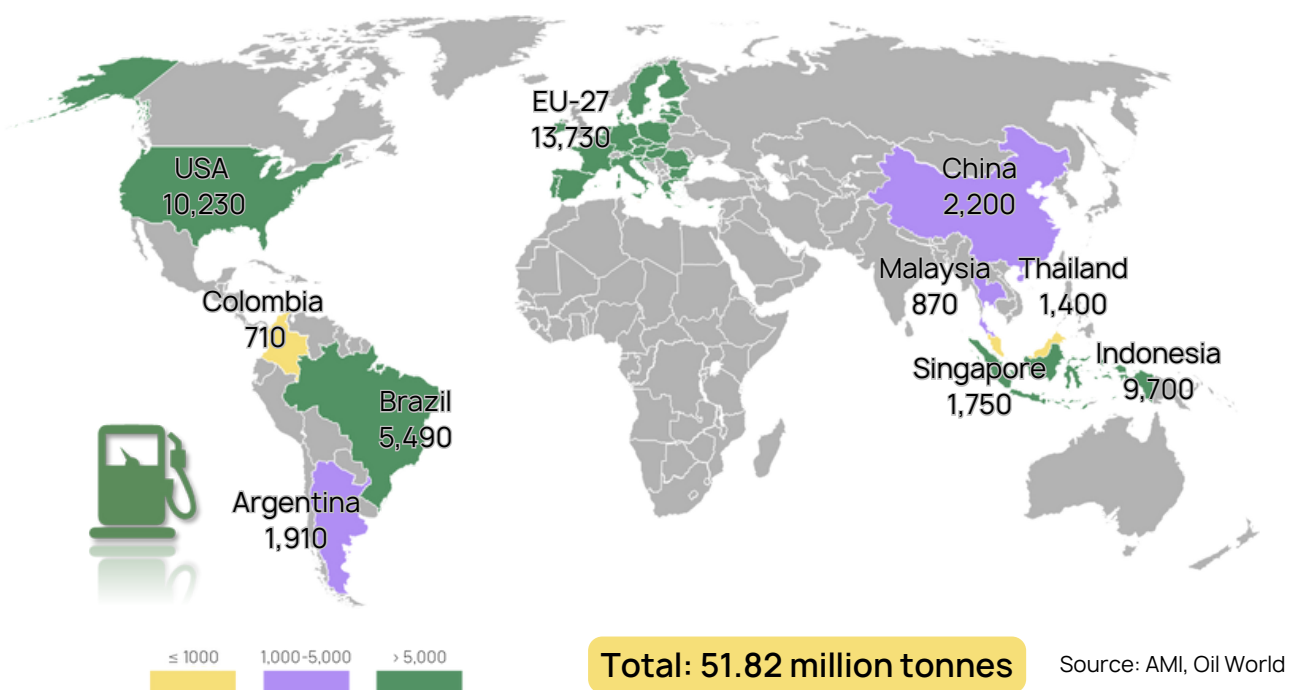 EU-27
13,730
USA
10,230
China
2,200
Malaysia
870
Thailand
1,400
Colombia
710
Singapore
1,750
Indonesia
9,700
Brazil
5,490
Argentina
1,910
≤ 1000
1,000-5,000
> 5,000
Total: 51.82 million tonnes
Source: AMI, Oil World